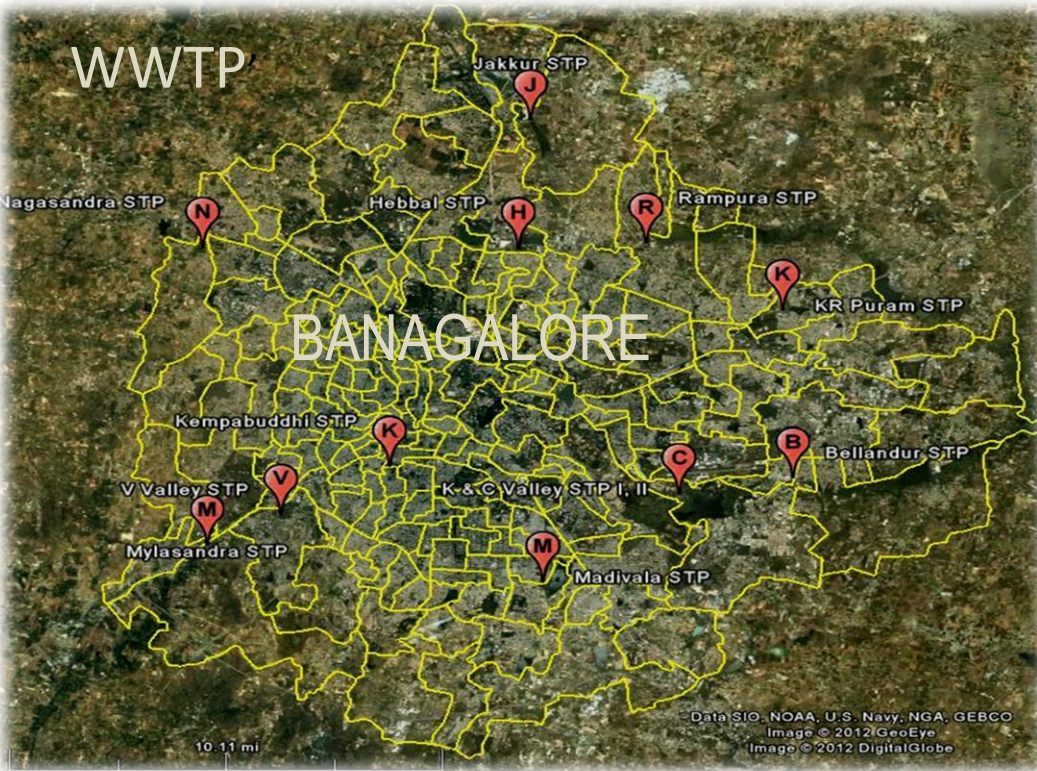 WWTP'
Jakkur STP
J
Nagasandra STP
N
Hebbal STP
H
R
Rampura STP
K
KR Puram STP
BANAGALORE
Kempabuddhi STP
K
B
Bellandur STP
C
V Valley STP
V
K & C Valley STP I, II
M
Mylasandra STP
M
Madivala STP
Data SIO, NOAA, U.S. Navy, NGA, GEBCO
Image © 2012 GeoEye
Image © 2012 DigitalGlobe
10.11 mi